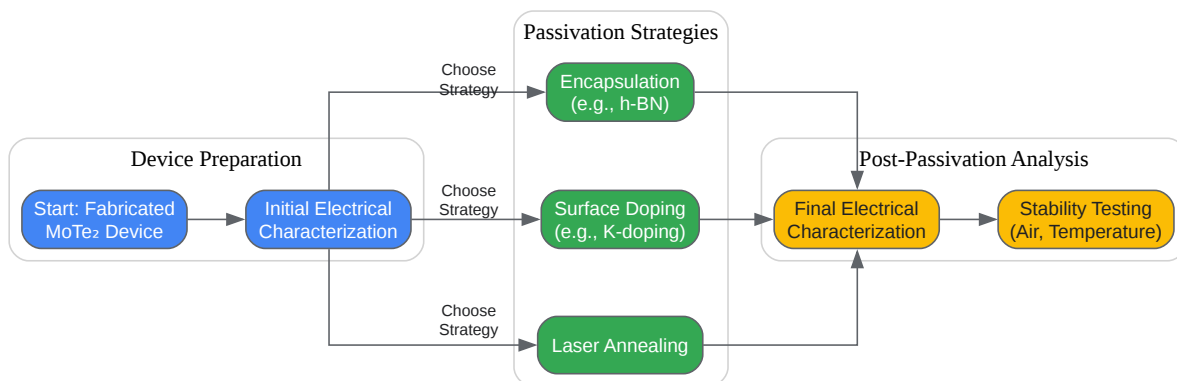 Passivation Strategies
Choose
Strategy
Encapsulation
(e.g., h-BN)
Device Preparation
Start: Fabricated
MoTe₂ Device
Initial Electrical
Characterization
Choose
Strategy
Surface Doping
(e.g., K-doping)
Post-Passivation Analysis
Final Electrical
Characterization
Stability Testing
(Air, Temperature)
Choose
Strategy
Laser Annealing